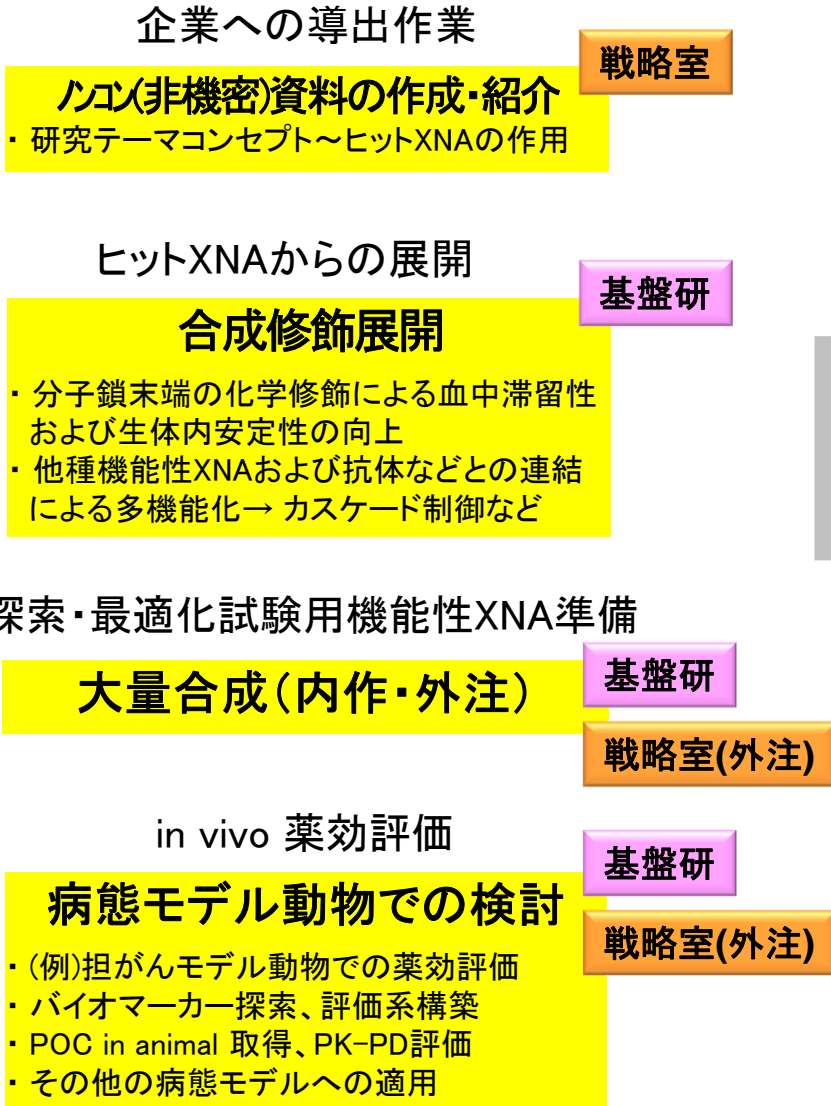 企業への導出作業
戦略室
ノンコン(非機密)資料の作成・紹介
・ 研究テーマコンセプト～ヒットXNAの作用
ヒットXNAからの展開
基盤研
合成修飾展開
・ 分子鎖末端の化学修飾による血中滞留性
および生体内安定性の向上
・ 他種機能性XNAおよび抗体などとの連結
による多機能化→ カスケード制御など
探索・最適化試験用機能性XNA準備
基盤研
大量合成（内作・外注）
戦略室(外注)
in vivo 薬効評価
基盤研
病態モデル動物での検討
戦略室(外注)
・ (例)担がんモデル動物での薬効評価
・ バイオマーカー探索、評価系構築
・ POC in animal 取得、PK-PD評価
・ その他の病態モデルへの適用